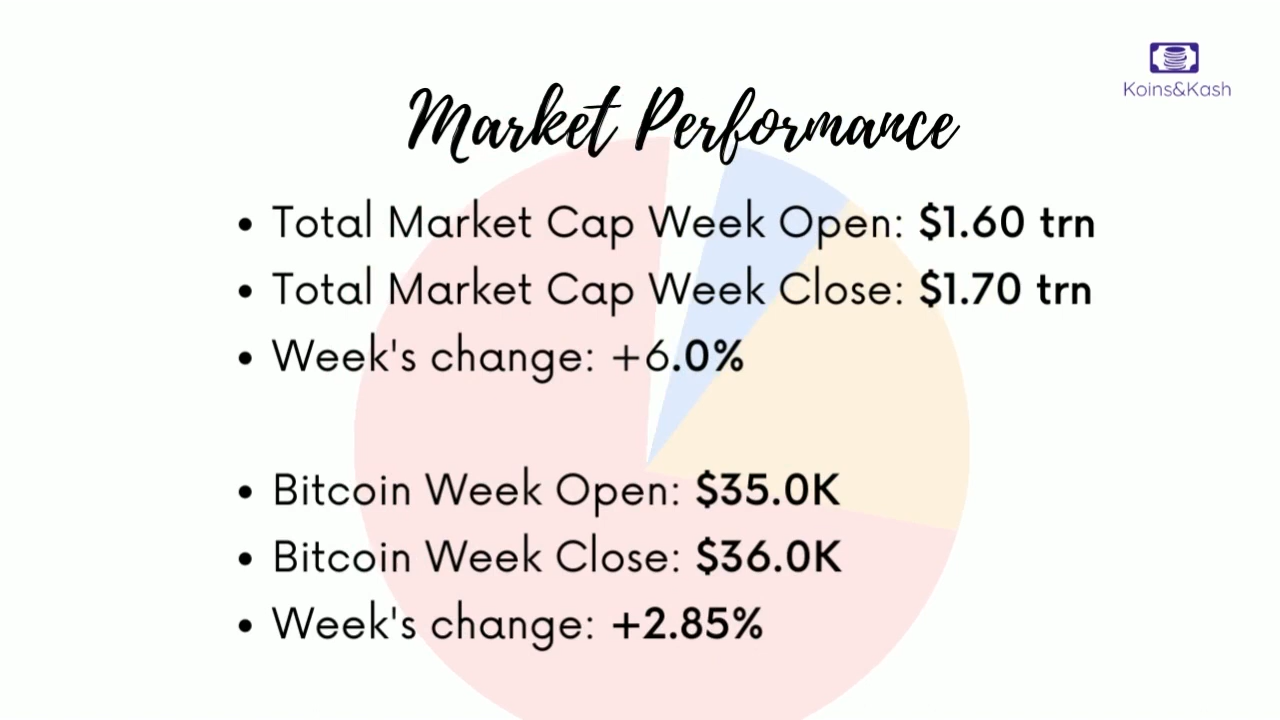 Koins&Kash
Market Performance
• Total Market Cap Week Open: $1.60 trn
• Total Market Cap Week Close: $1.70 trn
• Week's change: +6.0%
• Bitcoin Week Open: $35.0K
• Bitcoin Week Close: $36.0K
• Week's change: +2.85%